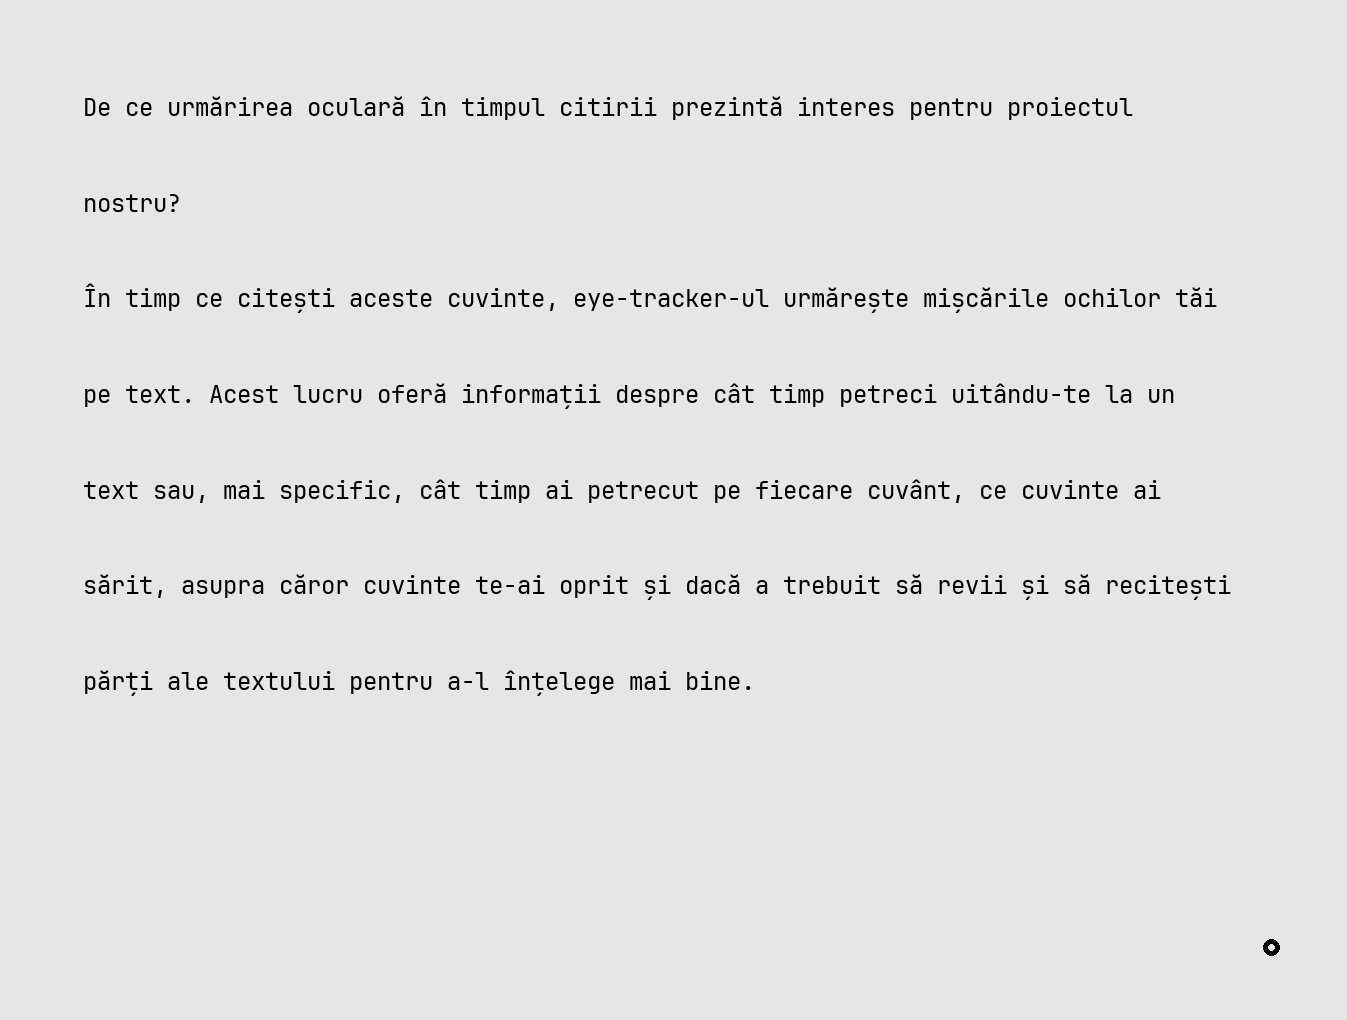 De ce urmărirea oculară în timpul citirii prezintă interes pentru proiectul
nostru?
În timp ce citești aceste cuvinte, eye-tracker-ul urmărește mișcările ochilor tăi
pe text. Acest lucru oferă informații despre cât timp petreci uitându-te la un
text sau, mai specific, cât timp ai petrecut pe fiecare cuvânt, ce cuvinte ai
sărit, asupra căror cuvinte te-ai oprit și dacă a trebuit să revii și să recitești
părți ale textului pentru a-l înțelege mai bine.